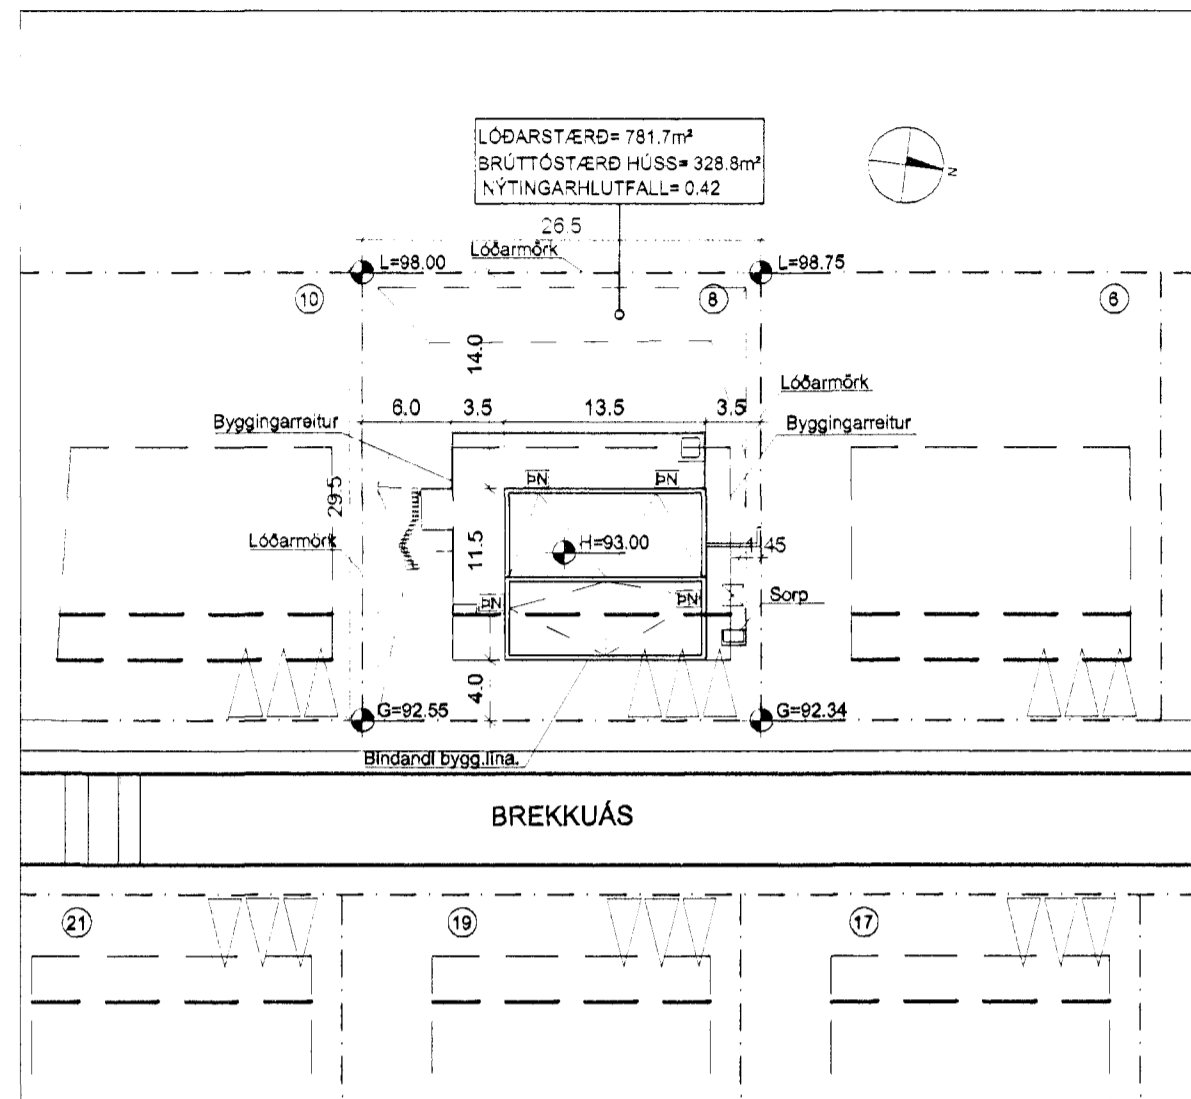 LÓÐARSTÆRÐ= 781.7m²
BRÚTTÓSTÆRÐ HÚSS= 328.8m²
NÝTINGARHLUTFALL= 0.42
N
26.5
Lóðarmörk
L=98.00
L=98.75
10
8
6
14.0
Lóðarmörk
6.0
3.5
13.5
3.5
Byggingarreitur
Byggingarreitur
ÞN
ÞN
29.5
Lóðarmörk
11.5
H=93.00
1.45
ÞN
ÞN
Sorp
4.0
G=92.55
G=92.34
Bindandi bygg.lína.
BREKKUÁS
21
19
17